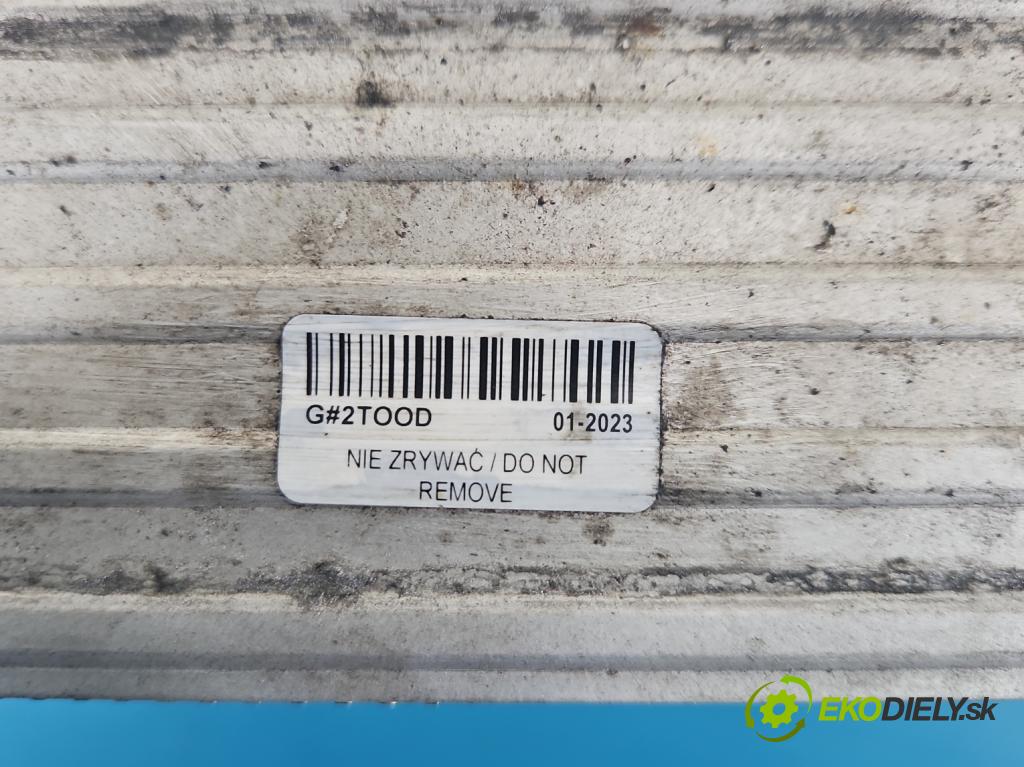 G#2TOOD 01-2023
NIE ZRYWAĆ / DO NOT
REMOVE
EKODIELY.sk